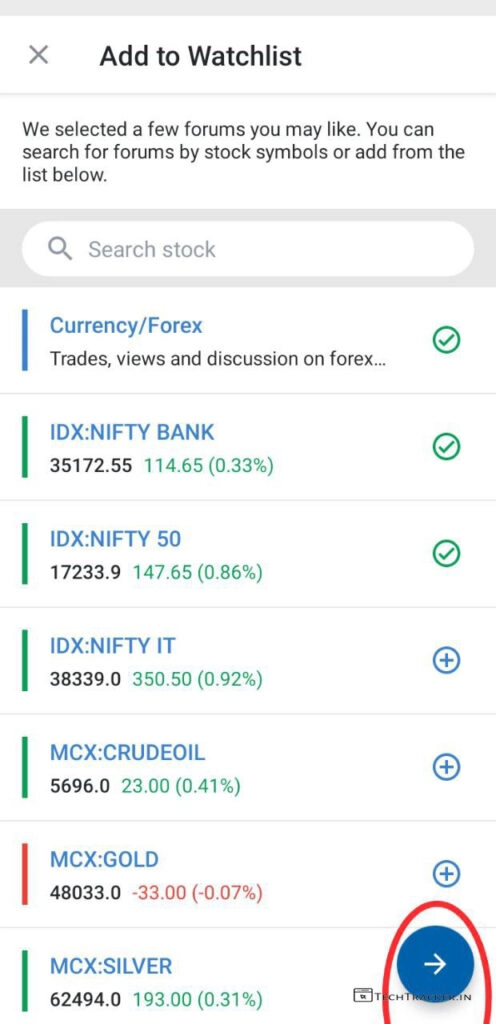 Add to Watchlist
We selected a few forums you may like. You can
search for forums by stock symbols or add from the
list below.
Search stock
Currency/Forex
Trades, views and discussion on forex...
IDX:NIFTY BANK
35172.55 114.65 (0.33%)
IDX:NIFTY 50
17233.9 147.65 (0.86%)
IDX:NIFTY IT
38339.0 350.50 (0.92%)
MCX:CRUDEOIL
5696.0 23.00 (0.41%)
MCX:GOLD
48033.0 -33.00 (-0.07%)
MCX:SILVER
62494.0 193.00 (0.31%)
TECHTRACKER.IN